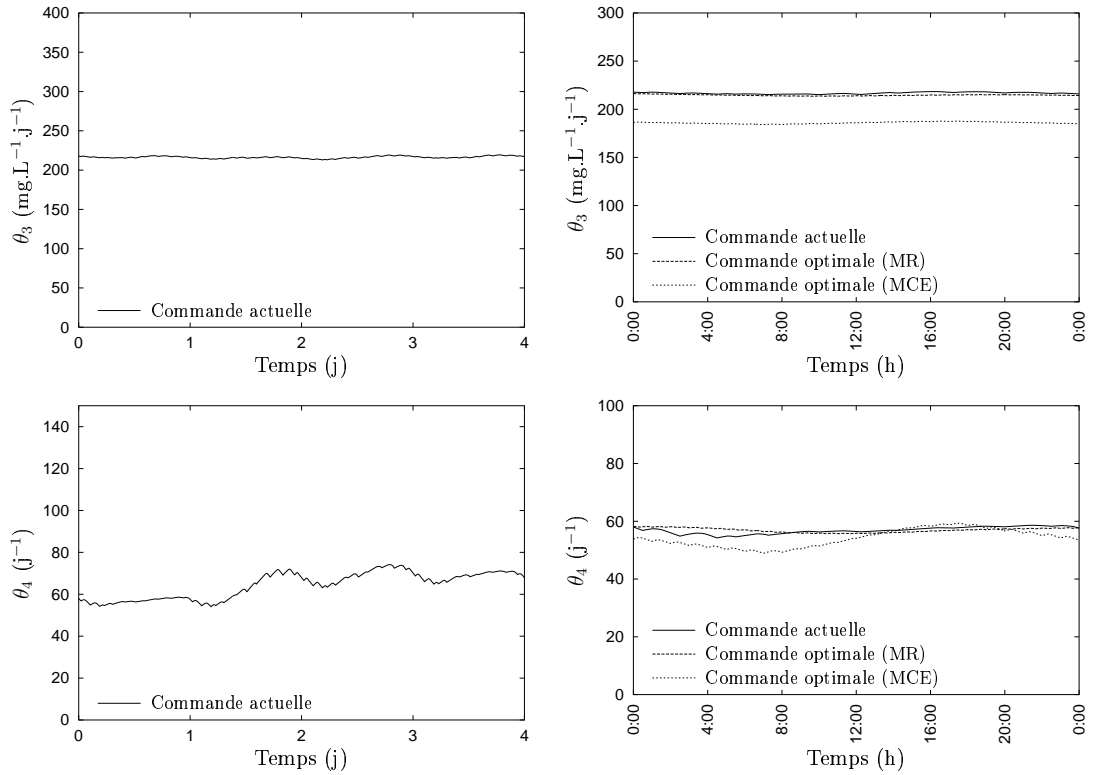 400
350
300
250
200
150
100
50
0
θ₃ (mg.L⁻¹.j⁻¹)
Commande actuelle
0 1 2 3 4
Temps (j)
300
250
200
150
100
50
0
θ₃ (mg.L⁻¹.j⁻¹)
Commande actuelle
Commande optimale (MR)
Commande optimale (MCE)
0:00 4:00 8:00 12:00 16:00 20:00 0:00
Temps (h)
140
120
100
80
60
40
20
0
θ₄ (j⁻¹)
Commande actuelle
0 1 2 3 4
Temps (j)
100
80
60
40
20
0
θ₄ (j⁻¹)
Commande actuelle
Commande optimale (MR)
Commande optimale (MCE)
0:00 4:00 8:00 12:00 16:00 20:00 0:00
Temps (h)